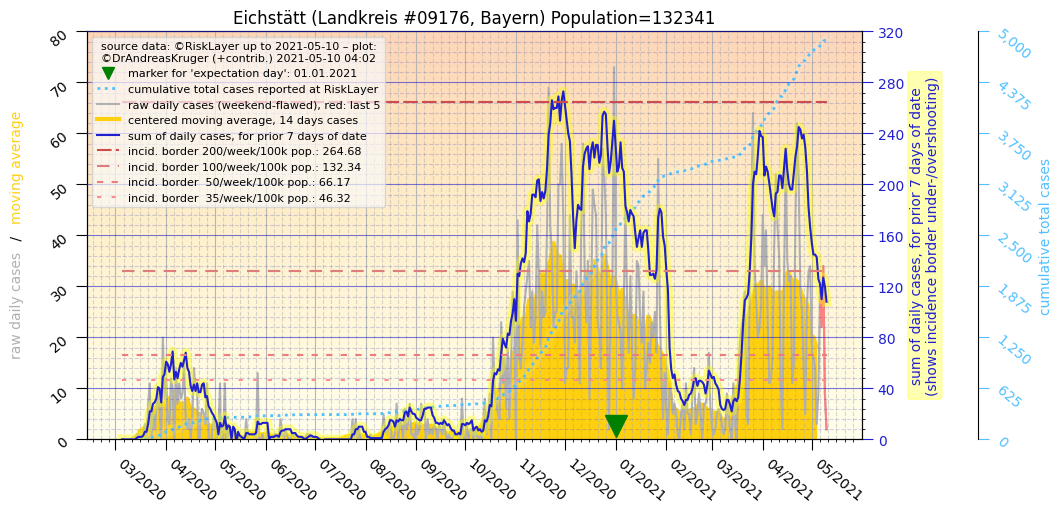 Eichstätt (Landkreis #09176, Bayern) Population=132341
source data: ©RiskLayer up to 2021-05-10 – plot:
©DrAndreasKruger (+contrib.) 2021-05-10 04:02
marker for 'expectation day': 01.01.2021
cumulative total cases reported at RiskLayer
raw daily cases (weekend-flawed), red: last 5
centered moving average, 14 days cases
sum of daily cases, for prior 7 days of date
incid. border 200/week/100k pop.: 264.68
incid. border 100/week/100k pop.: 132.34
incid. border  50/week/100k pop.: 66.17
incid. border  35/week/100k pop.: 46.32
raw daily cases / moving average
80
70
60
50
40
30
20
10
0
320
280
240
200
160
120
80
40
0
sum of daily cases, for prior 7 days of date
(shows incidence border under-/overshooting)
5,000
4,375
3,750
3,125
2,500
1,875
1,250
625
0
cumulative total cases
03/2020
04/2020
05/2020
06/2020
07/2020
08/2020
09/2020
10/2020
11/2020
12/2020
01/2021
02/2021
03/2021
04/2021
05/2021